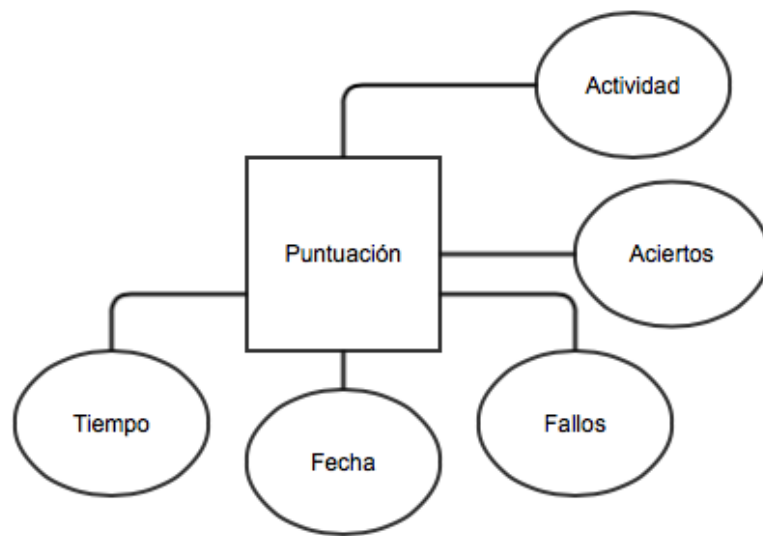 Actividad
Puntuación
Aciertos
Tiempo
Fecha
Fallos